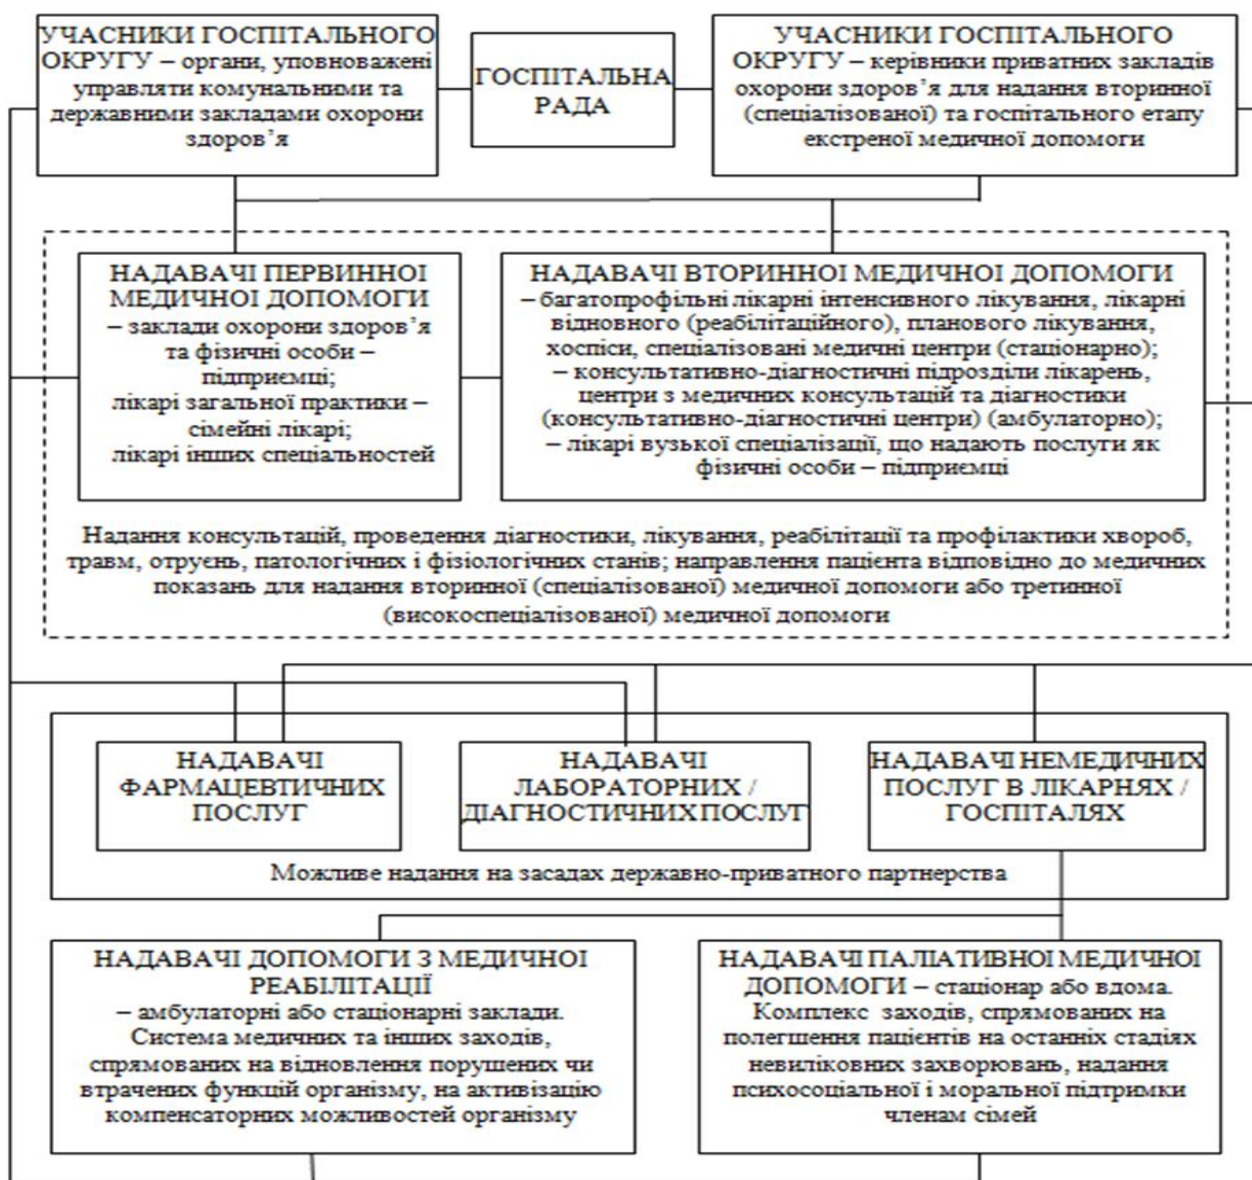 УЧАСНИКИ ГОСПІТАЛЬНОГО
ОКРУГУ – органи, уповноважені
управляти комунальними та
державними закладами охорони
здоров’я
ГОСПІТАЛЬНА
РАДА
УЧАСНИКИ ГОСПІТАЛЬНОГО
ОКРУГУ – керівники приватних закладів
охорони здоров’я для надання вторинної
(спеціалізованої) та госпітального етапу
екстреної медичної допомоги
НАДАВАЧІ ПЕРВИННОЇ
МЕДИЧНОЇ ДОПОМОГИ
– заклади охорони здоров’я
та фізичні особи –
підприємці;
лікарі загальної практики –
сімейні лікарі;
лікарі інших спеціальностей
НАДАВАЧІ ВТОРИННОЇ МЕДИЧНОЇ ДОПОМОГИ
– багатопрофільні лікарні інтенсивного лікування, лікарні
відновного (реабілітаційного), планового лікування,
хоспіси, спеціалізовані медичні центри (стаціонарно);
– консультативно-діагностичні підрозділи лікарень,
центри з медичних консультацій та діагностики
(консультативно-діагностичні центри) (амбулаторно);
– лікарі вузької спеціалізації, що надають послуги як
фізичні особи – підприємці
Надання консультацій, проведення діагностики, лікування, реабілітації та профілактики хвороб,
травм, отруєнь, патологічних і фізіологічних станів; направлення пацієнта відповідно до медичних
показань для надання вторинної (спеціалізованої) медичної допомоги або третинної
(високоспеціалізованої) медичної допомоги
НАДАВАЧІ
ФАРМАЦЕВТИЧНИХ
ПОСЛУГ
НАДАВАЧІ
ЛАБОРАТОРНИХ /
ДІАГНОСТИЧНИХ ПОСЛУГ
НАДАВАЧІ НЕМЕДИЧНИХ
ПОСЛУГ В ЛІКАРНЯХ /
ГОСПІТАЛЯХ
Можливе надання на засадах державно-приватного партнерства
НАДАВАЧІ ДОПОМОГИ З МЕДИЧНОЇ
РЕАБІЛІТАЦІЇ
– амбулаторні або стаціонарні заклади.
Система медичних та інших заходів,
спрямованих на відновлення порушених чи
втрачених функцій організму, на активізацію
компенсаторних можливостей організму
НАДАВАЧІ ПАЛІАТИВНОЇ МЕДИЧНОЇ
ДОПОМОГИ – стаціонар або вдома.
Комплекс заходів, спрямованих на
полегшення пацієнтів на останніх стадіях
невиліковних захворювань, надання
психосоціальної і моральної підтримки
членам сімей